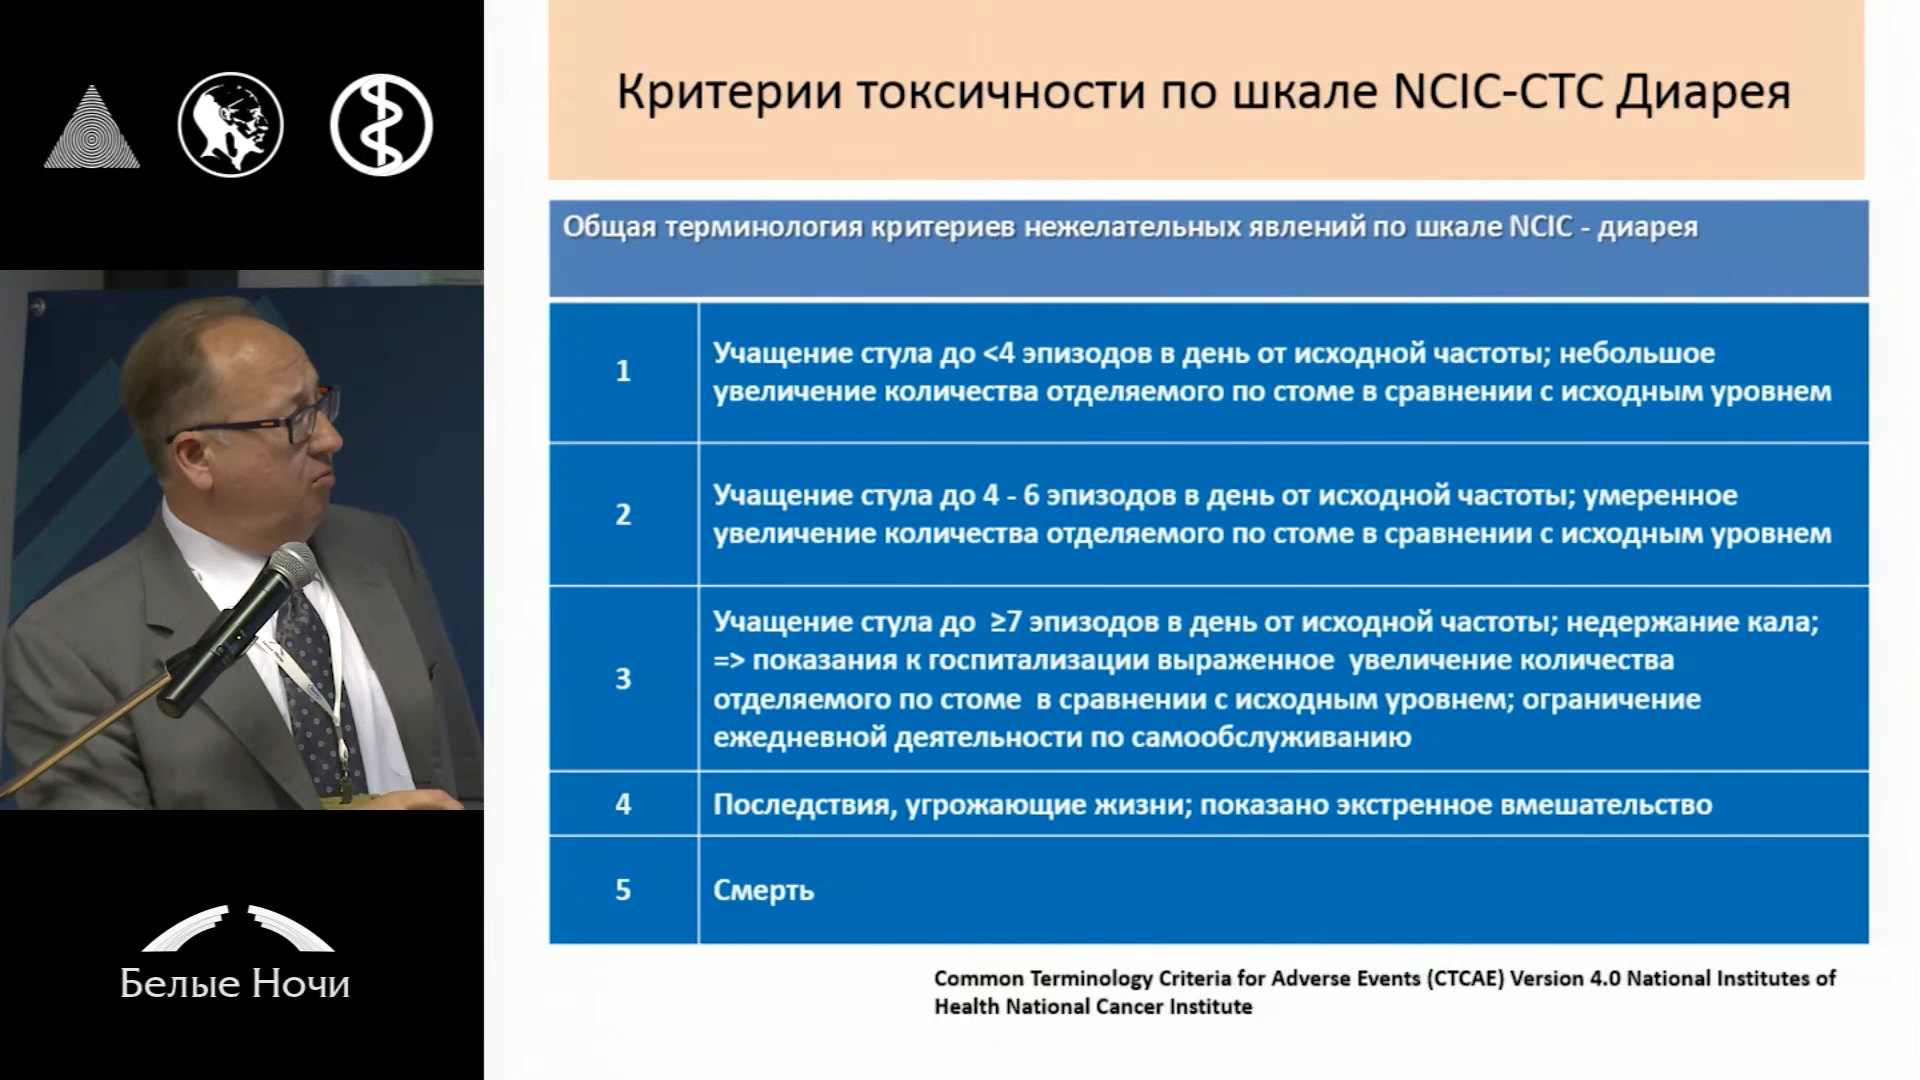 Критерии токсичности по шкале NCIC-CTC Диарея
Общая терминология критериев нежелательных явлений по шкале NCIC - диарея
1
Учащение стула до <4 эпизодов в день от исходной частоты; небольшое
увеличение количества отделяемого по стоме в сравнении с исходным уровнем
2
Учащение стула до 4 - 6 эпизодов в день от исходной частоты; умеренное
увеличение количества отделяемого по стоме в сравнении с исходным уровнем
3
Учащение стула до ≥7 эпизодов в день от исходной частоты; недержание кала;
=> показания к госпитализации выраженное увеличение количества
отделяемого по стоме в сравнении с исходным уровнем; ограничение
ежедневной деятельности по самообслуживанию
4
Последствия, угрожающие жизни; показано экстренное вмешательство
5
Смерть
Common Terminology Criteria for Adverse Events (CTCAE) Version 4.0 National Institutes of
Health National Cancer Institute
Белые Ночи